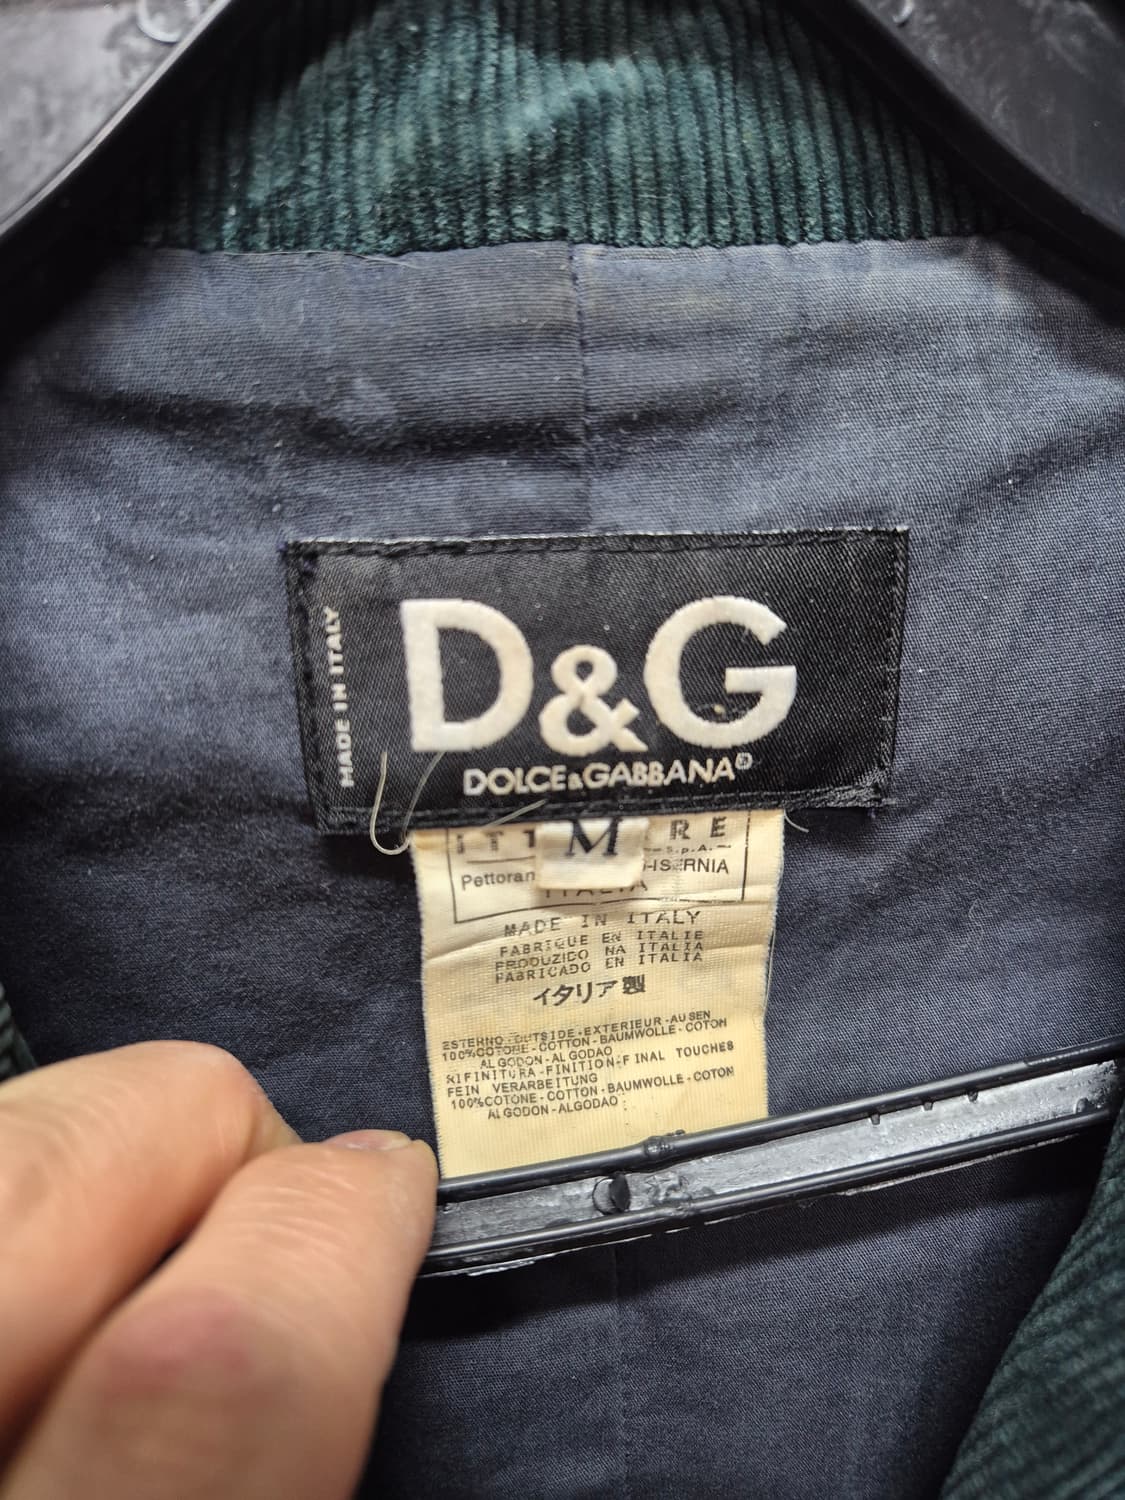 MADE IN ITALY
D&G
DOLCE&GABBANA®
M
RE
S.p.A.
Pettoran
ISERNIA
ITALIA
MADE IN ITALY
FABRIQUE EN ITALIE
PRODUZIDO NA ITALIA
FABRICADO EN ITALIA
イタリア製
ESTERNO-OUTSIDE-EXTERIEUR-AUSEN
100%COTONE-COTTON-BAUMWOLLE-COTON
ALGODON-ALGODAO
RIFINITURA-FINITION-FINAL TOUCHES
FEIN VERARBEITUNG
100%COTONE-COTTON-BAUMWOLLE-COTON
ALGODON-ALGODAO